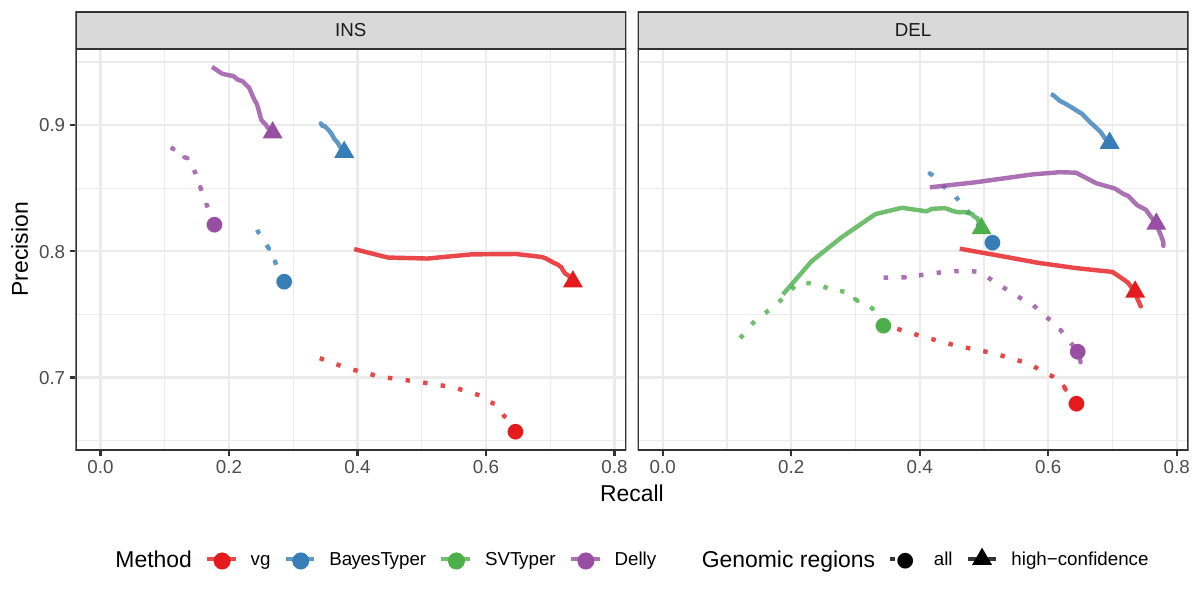 INS DEL
Precision
0.9
0.8
0.7
0.0 0.2 0.4 0.6 0.8 0.0 0.2 0.4 0.6 0.8
Recall
Method vg BayesTyper SVTyper Delly Genomic regions all high−confidence